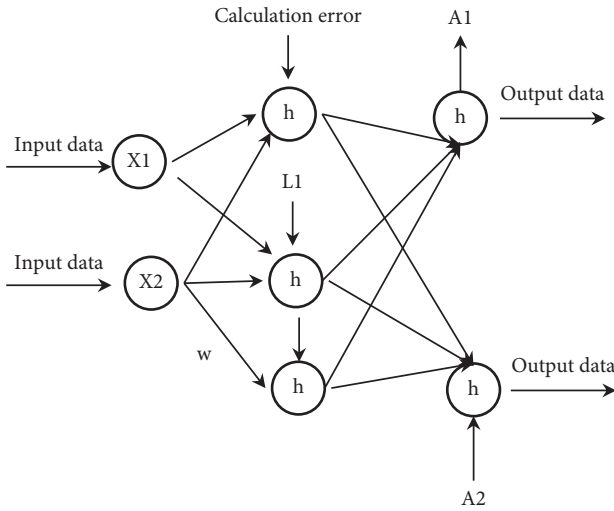 Calculation error
A1
h
h
Output data
Input data
X1
L1
Input data
X2
h
w
h
h
Output data
A2